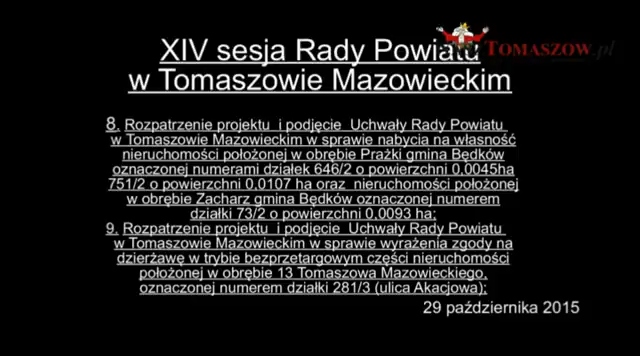 XIV sesja Rady Powiatu
TOMASZOW.pl
w Tomaszowie Mazowieckim
8. Rozpatrzenie projektu i podjęcie Uchwały Rady Powiatu
w Tomaszowie Mazowieckim w sprawie nabycia na własność
nieruchomości położonej w obrębie Prażki gmina Będków
oznaczonej numerami działek 646/2 o powierzchni 0,0045ha
751/2 o powierzchni 0,0107 ha oraz nieruchomości położonej
w obrębie Zacharz gmina Będków oznaczonej numerem
działki 73/2 o powierzchni 0,0093 ha;
9. Rozpatrzenie projektu i podjęcie Uchwały Rady Powiatu
w Tomaszowie Mazowieckim w sprawie wyrażenia zgody na
dzierżawę w trybie bezprzetargowym części nieruchomości
położonej w obrębie 13 Tomaszowa Mazowieckiego,
oznaczonej numerem działki 281/3 (ulica Akacjowa);
29 października 2015